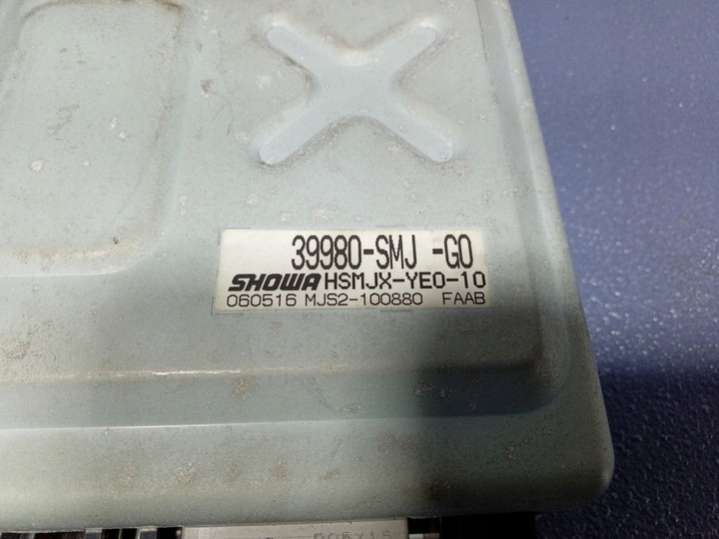 39980-SMJ -G0
SHOWA HSMJX-YE0-10
060516 MJS2-100880 FAAB